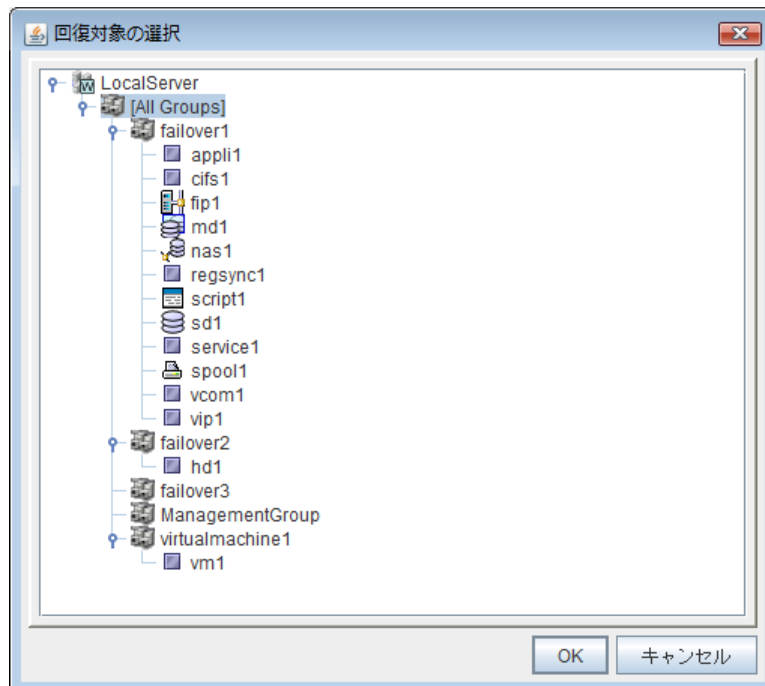 回復対象の選択
LocalServer
[All Groups]
failover1
appli1
cifs1
fip1
md1
nas1
regsync1
script1
sd1
service1
spool1
vcom1
vip1
failover2
hd1
failover3
ManagementGroup
virtualmachine1
vm1
OK キャンセル